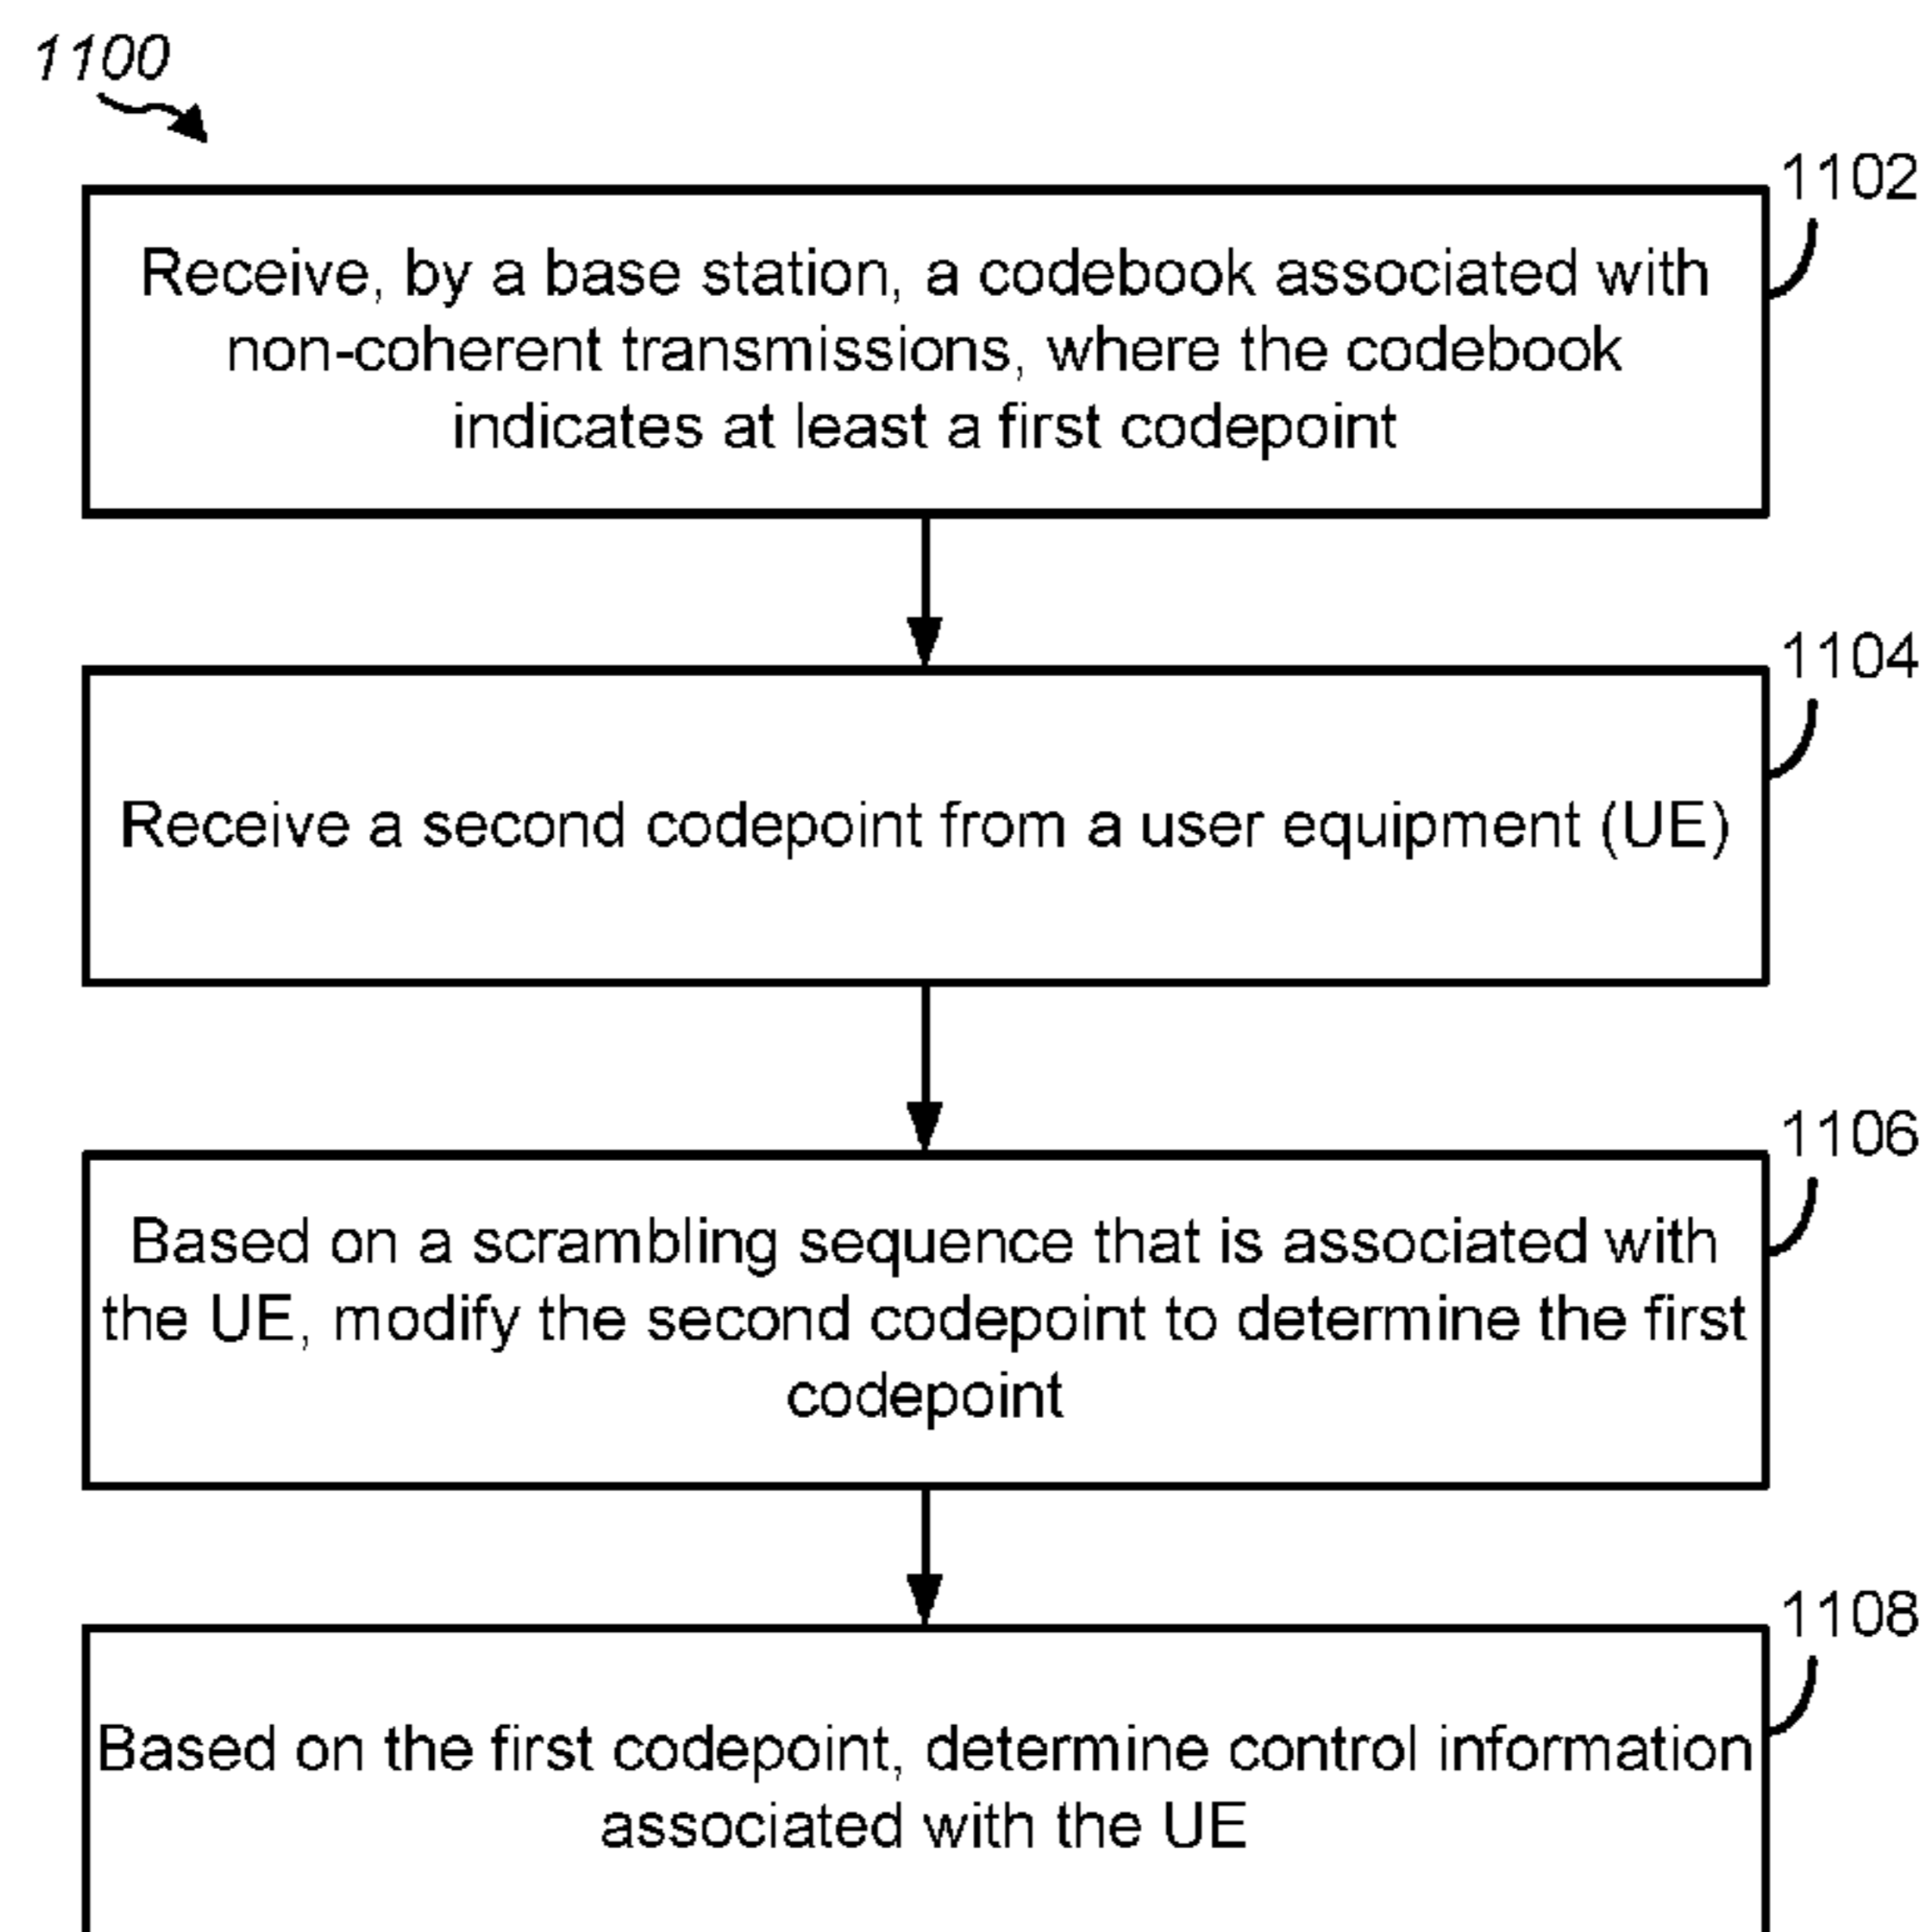 1100
1102
Receive, by a base station, a codebook associated with
non-coherent transmissions, where the codebook
indicates at least a first codepoint
1104
Receive a second codepoint from a user equipment (UE)
1106
Based on a scrambling sequence that is associated with
the UE, modify the second codepoint to determine the first
codepoint
1108
Based on the first codepoint, determine control information
associated with the UE